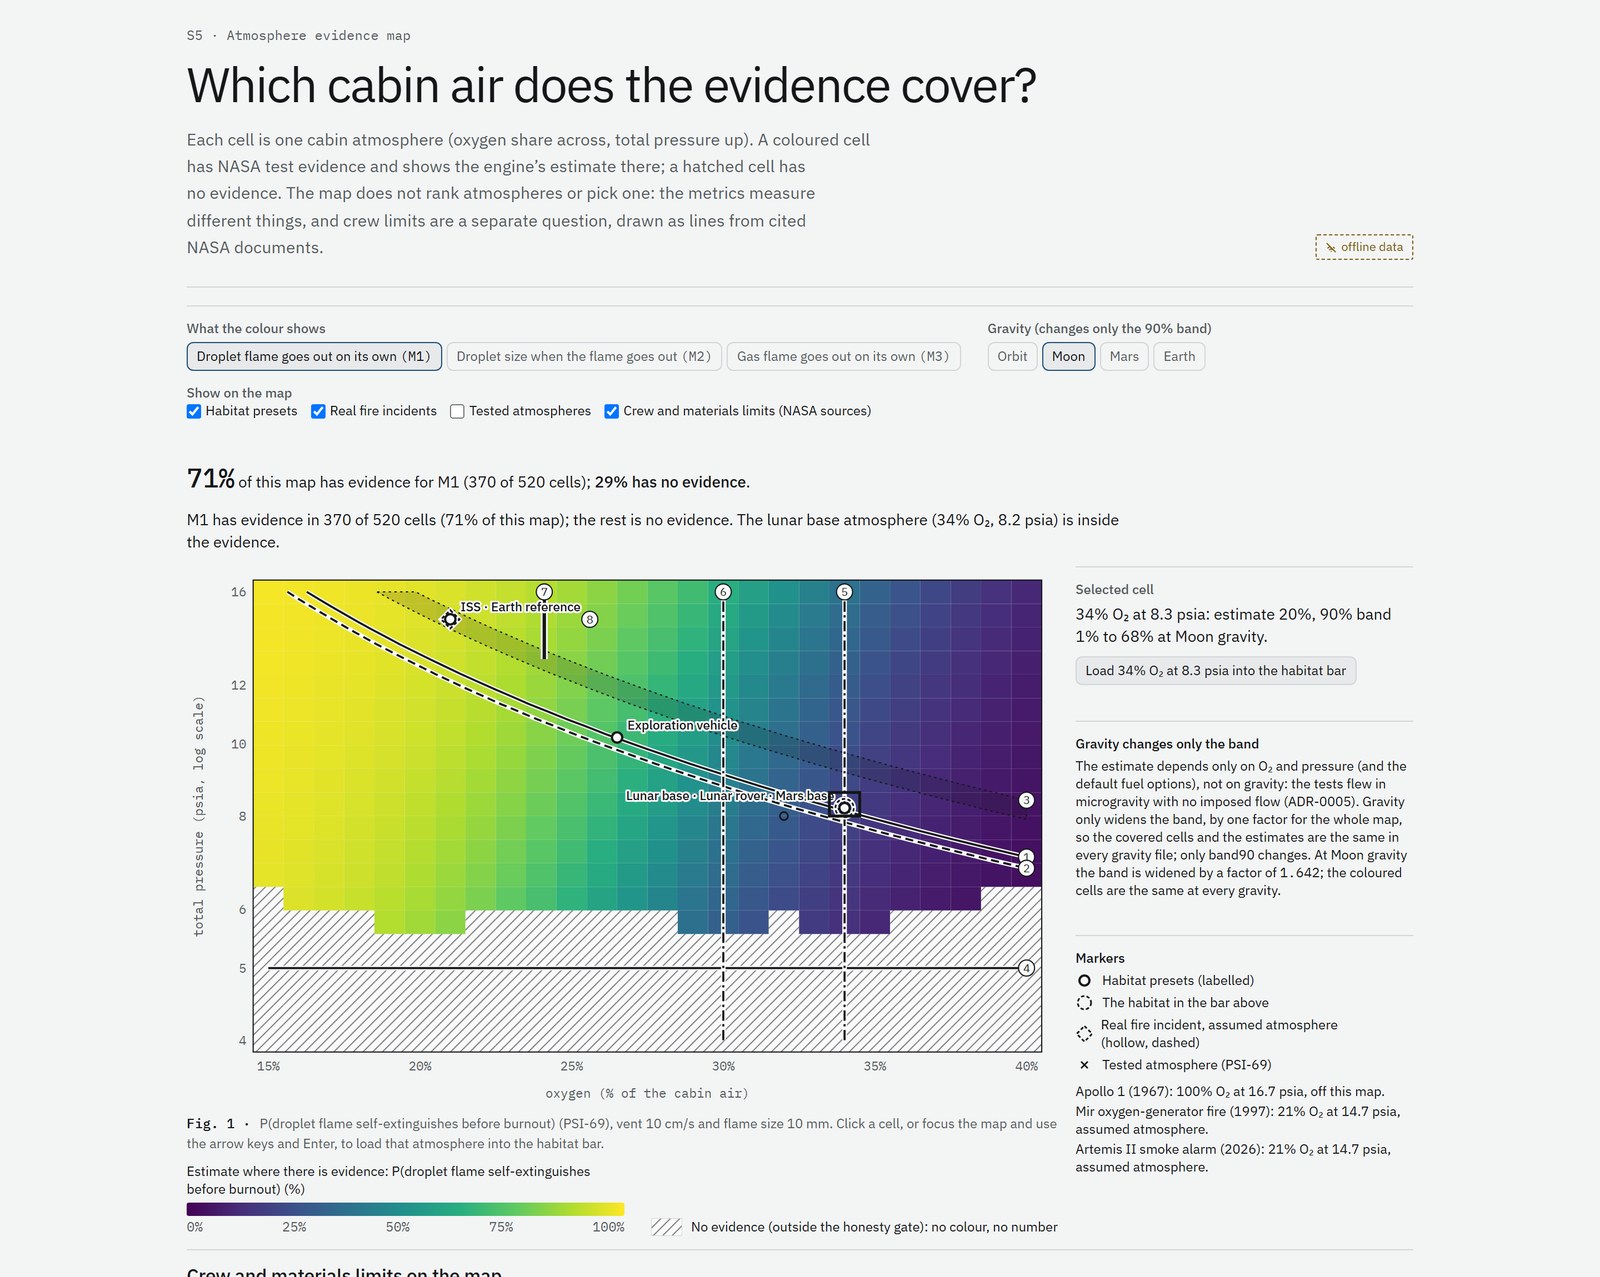 S5 · Atmosphere evidence map
Which cabin air does the evidence cover?
Each cell is one cabin atmosphere (oxygen share across, total pressure up). A coloured cell
has NASA test evidence and shows the engine’s estimate there; a hatched cell has
no evidence. The map does not rank atmospheres or pick one: the metrics measure
different things, and crew limits are a separate question, drawn as lines from cited
NASA documents.
offline data
What the colour shows
Droplet flame goes out on its own (M1)
Droplet size when the flame goes out (M2)
Gas flame goes out on its own (M3)
Gravity (changes only the 90% band)
Orbit
Moon
Mars
Earth
Show on the map
Habitat presets
Real fire incidents
Tested atmospheres
Crew and materials limits (NASA sources)
71% of this map has evidence for M1 (370 of 520 cells); 29% has no evidence.
M1 has evidence in 370 of 520 cells (71% of this map); the rest is no evidence. The lunar base atmosphere (34% O₂, 8.2 psia) is inside
the evidence.
16
12
10
8
6
5
4
total pressure (psia, log scale)
7
6
5
ISS · Earth reference
8
Exploration vehicle
Lunar base · Lunar rover · Mars base
3
1
2
4
15%
20%
25%
30%
35%
40%
oxygen (% of the cabin air)
Fig. 1 · P(droplet flame self-extinguishes before burnout) (PSI-69), vent 10 cm/s and flame size 10 mm. Click a cell, or focus the map and use
the arrow keys and Enter, to load that atmosphere into the habitat bar.
Estimate where there is evidence: P(droplet flame self-extinguishes
before burnout) (%)
0%
25%
50%
75%
100%
No evidence (outside the honesty gate): no colour, no number
Selected cell
34% O₂ at 8.3 psia: estimate 20%, 90% band
1% to 68% at Moon gravity.
Load 34% O₂ at 8.3 psia into the habitat bar
Gravity changes only the band
The estimate depends only on O₂ and pressure (and the
default fuel options), not on gravity: the tests flew in
microgravity with no imposed flow (ADR-0005). Gravity
only widens the band, by one factor for the whole map,
so the covered cells and the estimates are the same in
every gravity file; only band90 changes. At Moon gravity
the band is widened by a factor of 1.642; the coloured
cells are the same at every gravity.
Markers
Habitat presets (labelled)
The habitat in the bar above
Real fire incident, assumed atmosphere
(hollow, dashed)
Tested atmosphere (PSI-69)
Apollo 1 (1967): 100% O₂ at 16.7 psia, off this map.
Mir oxygen-generator fire (1997): 21% O₂ at 14.7 psia,
assumed atmosphere.
Artemis II smoke alarm (2026): 21% O₂ at 14.7 psia,
assumed atmosphere.
Crew and materials limits on the map